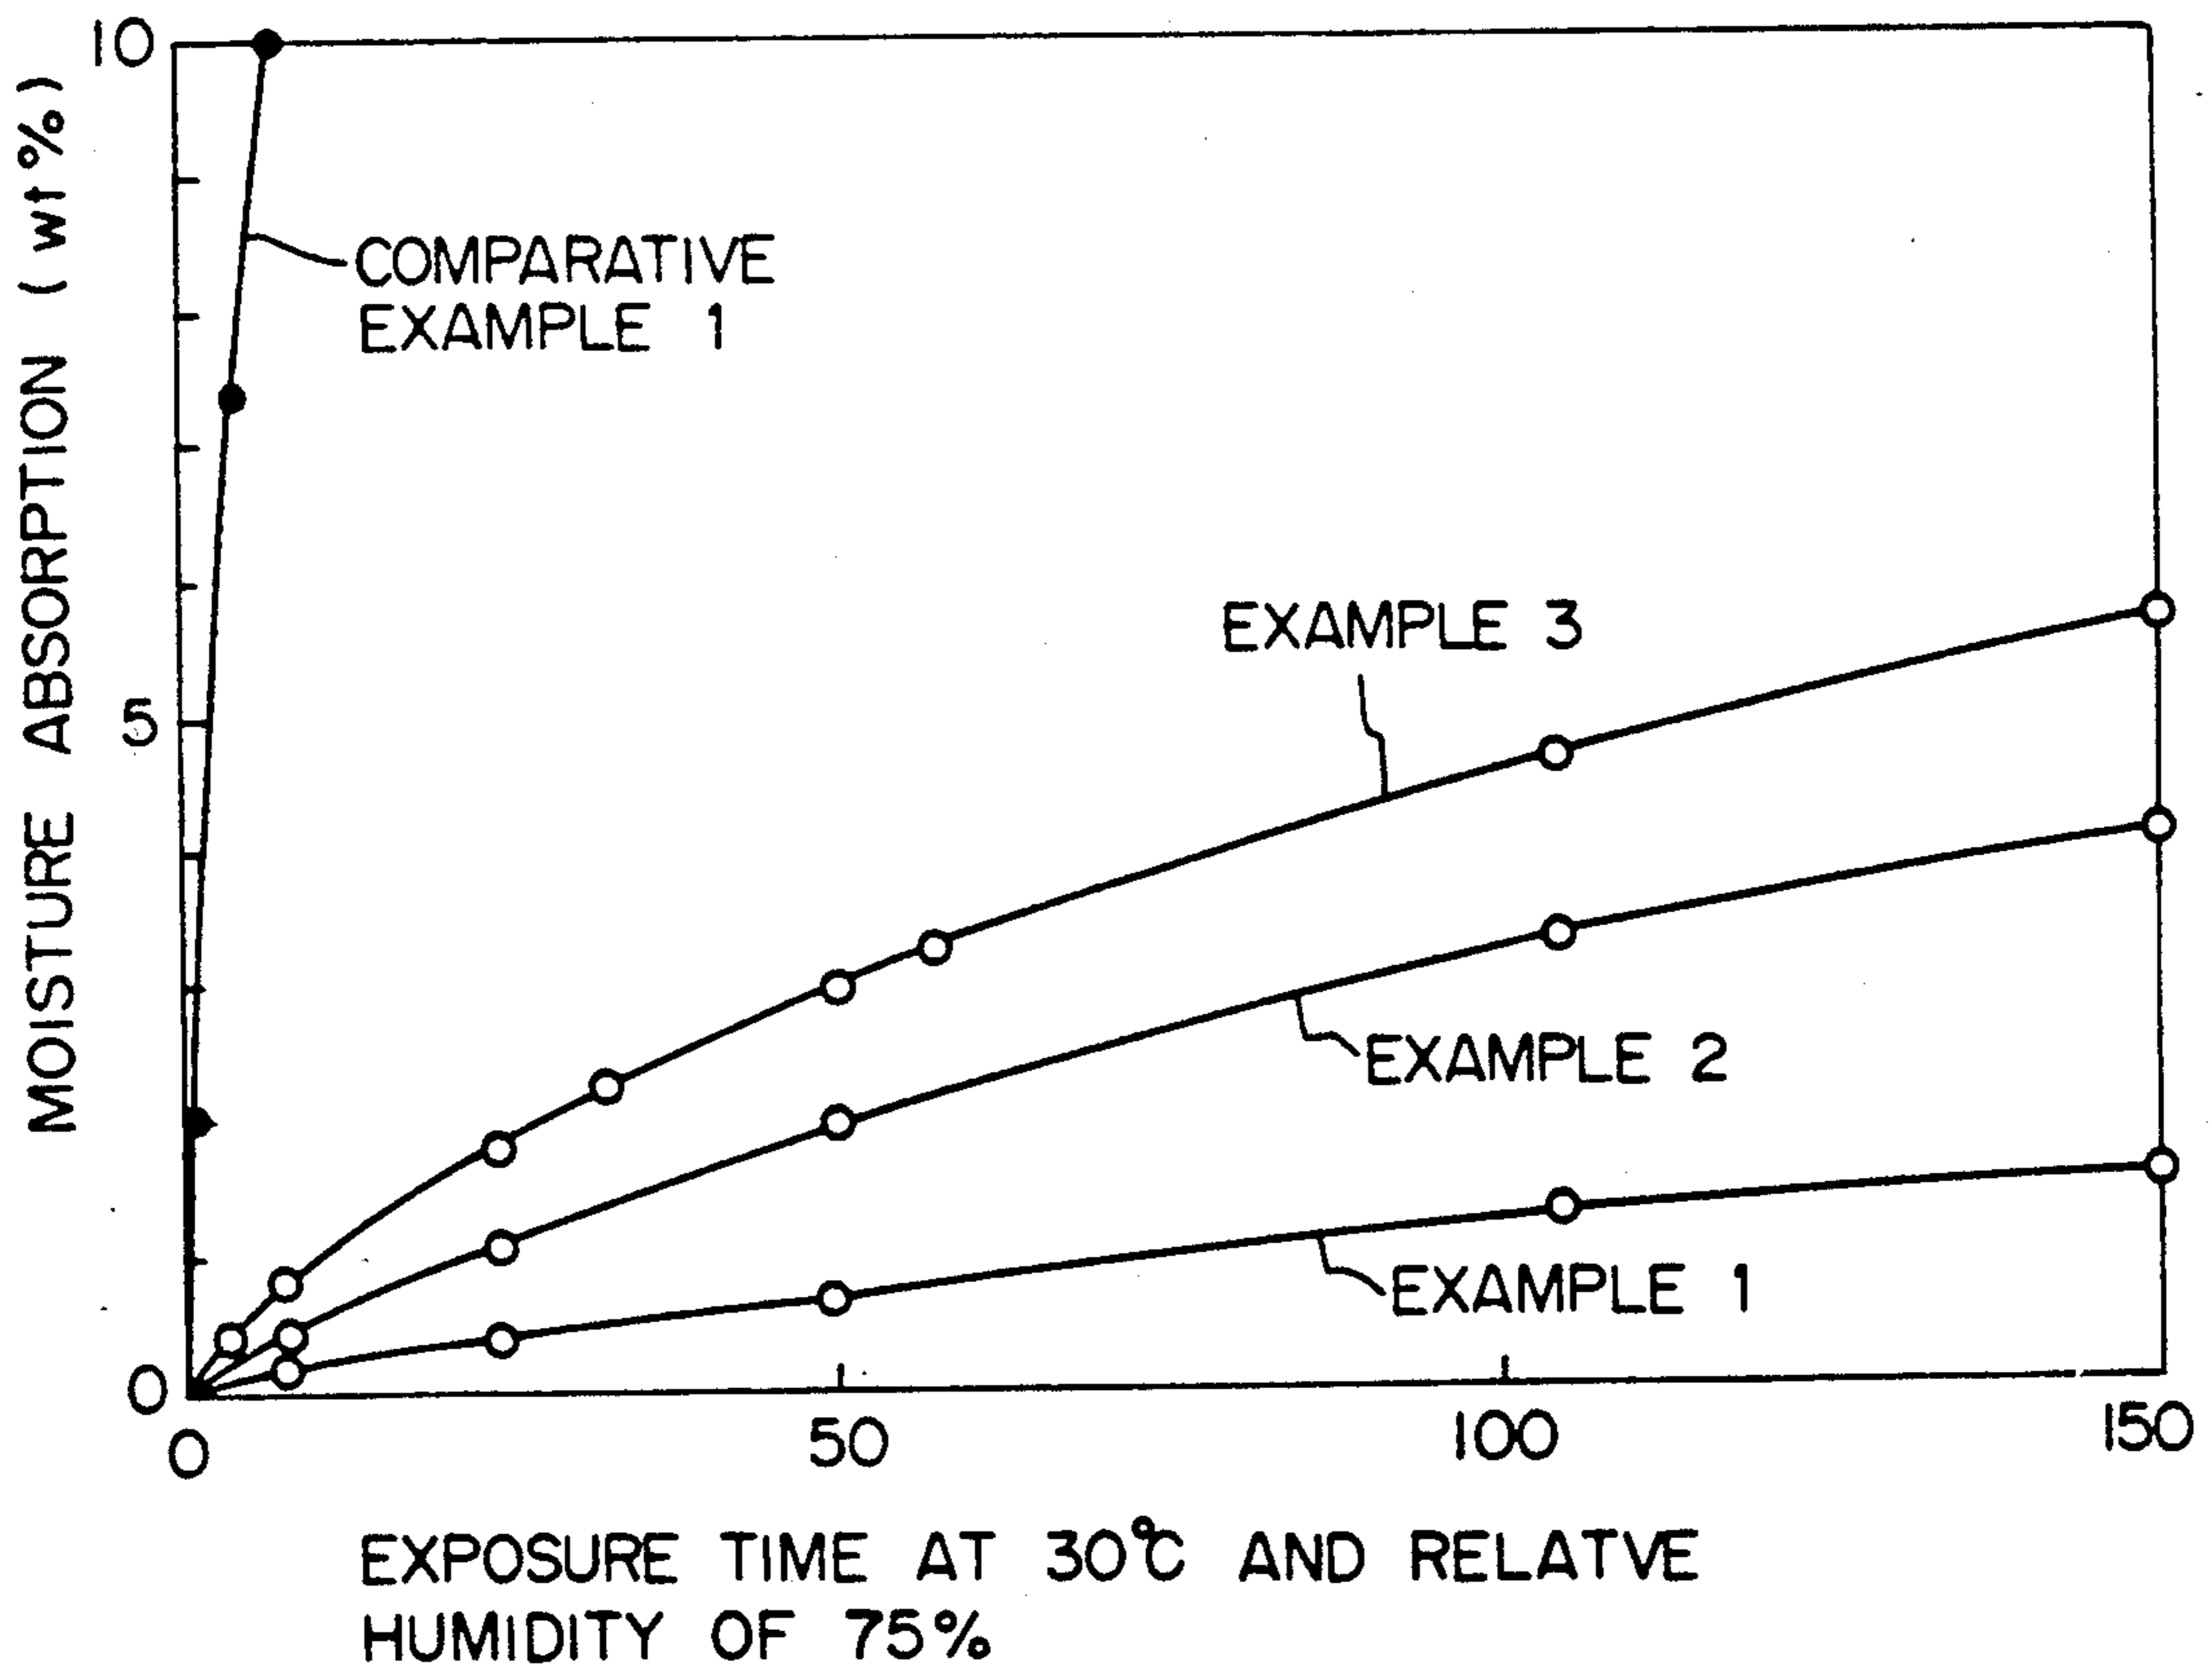 10
MOISTURE ABSORPTION (wt%)
COMPARATIVE
EXAMPLE 1
EXAMPLE 3
5
EXAMPLE 2
EXAMPLE 1
0
0 50 100 150
EXPOSURE TIME AT 30℃ AND RELATVE
HUMIDITY OF 75%